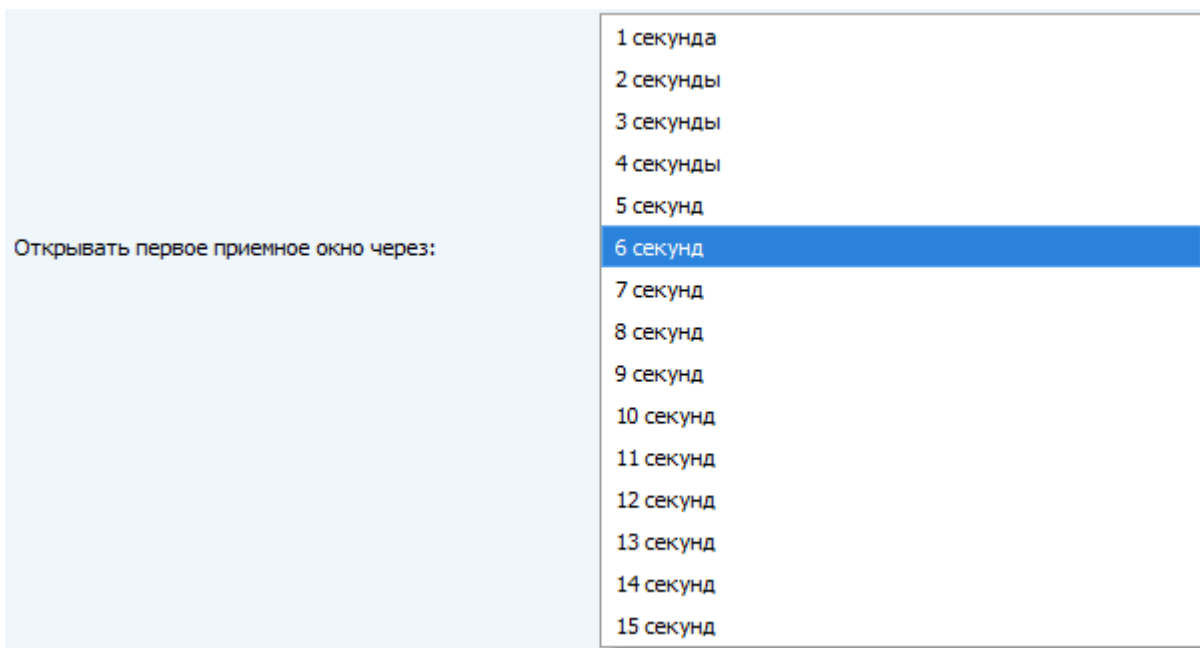 1 секунда
2 секунды
3 секунды
4 секунды
5 секунд
Открывать первое приемное окно через:
6 секунд
7 секунд
8 секунд
9 секунд
10 секунд
11 секунд
12 секунд
13 секунд
14 секунд
15 секунд